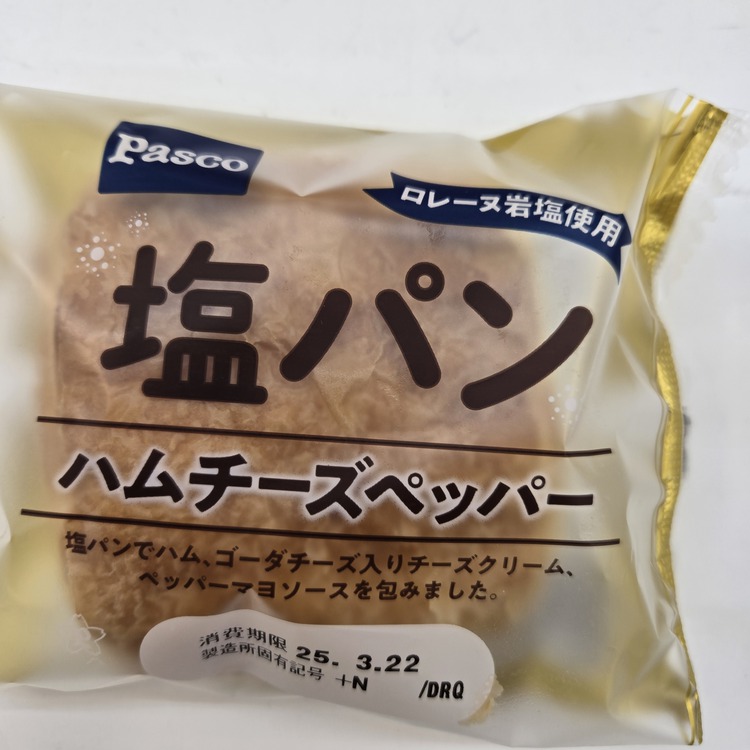 Pasco
ロレーヌ岩塩使用
塩パン
ハムチーズペッパー
塩パンでハム、ゴーダチーズ入りチーズクリーム、
ペッパーマヨソースを包みました。
消費期限 25. 3.22
製造所固有記号 +N /DRQ